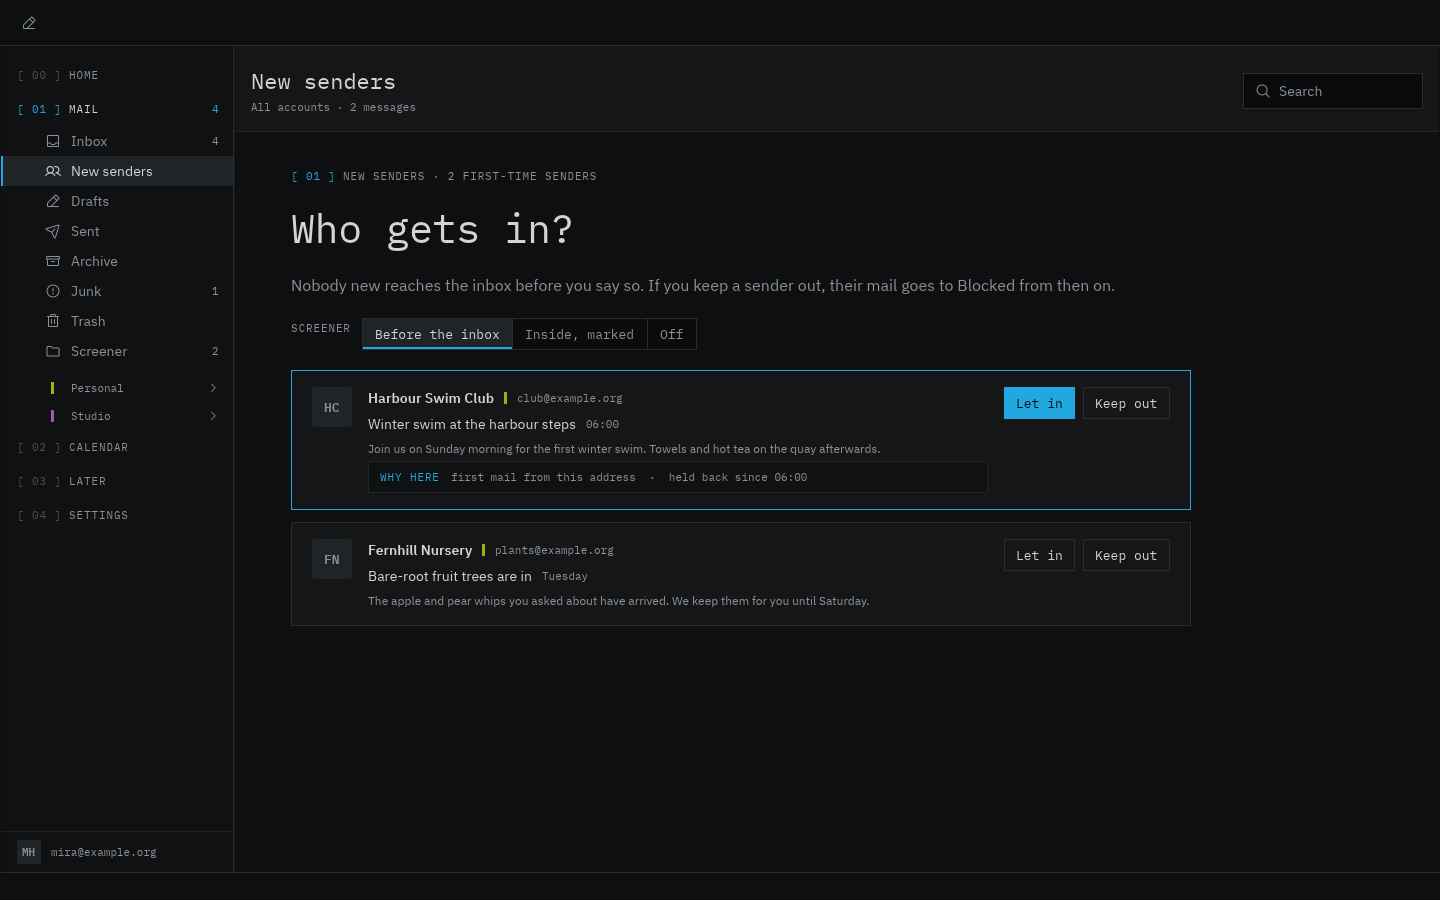 [ 00 ] HOME
[ 01 ] MAIL 4
Inbox 4
New senders
Drafts
Sent
Archive
Junk 1
Trash
Screener 2
Personal
Studio
[ 02 ] CALENDAR
[ 03 ] LATER
[ 04 ] SETTINGS
MH mira@example.org
New senders
All accounts · 2 messages
Search
[ 01 ] NEW SENDERS · 2 FIRST-TIME SENDERS
Who gets in?
Nobody new reaches the inbox before you say so. If you keep a sender out, their mail goes to Blocked from then on.
SCREENER Before the inbox Inside, marked Off
HC Harbour Swim Club club@example.org Let in Keep out
Winter swim at the harbour steps 06:00
Join us on Sunday morning for the first winter swim. Towels and hot tea on the quay afterwards.
WHY HERE first mail from this address · held back since 06:00
FN Fernhill Nursery plants@example.org Let in Keep out
Bare-root fruit trees are in Tuesday
The apple and pear whips you asked about have arrived. We keep them for you until Saturday.